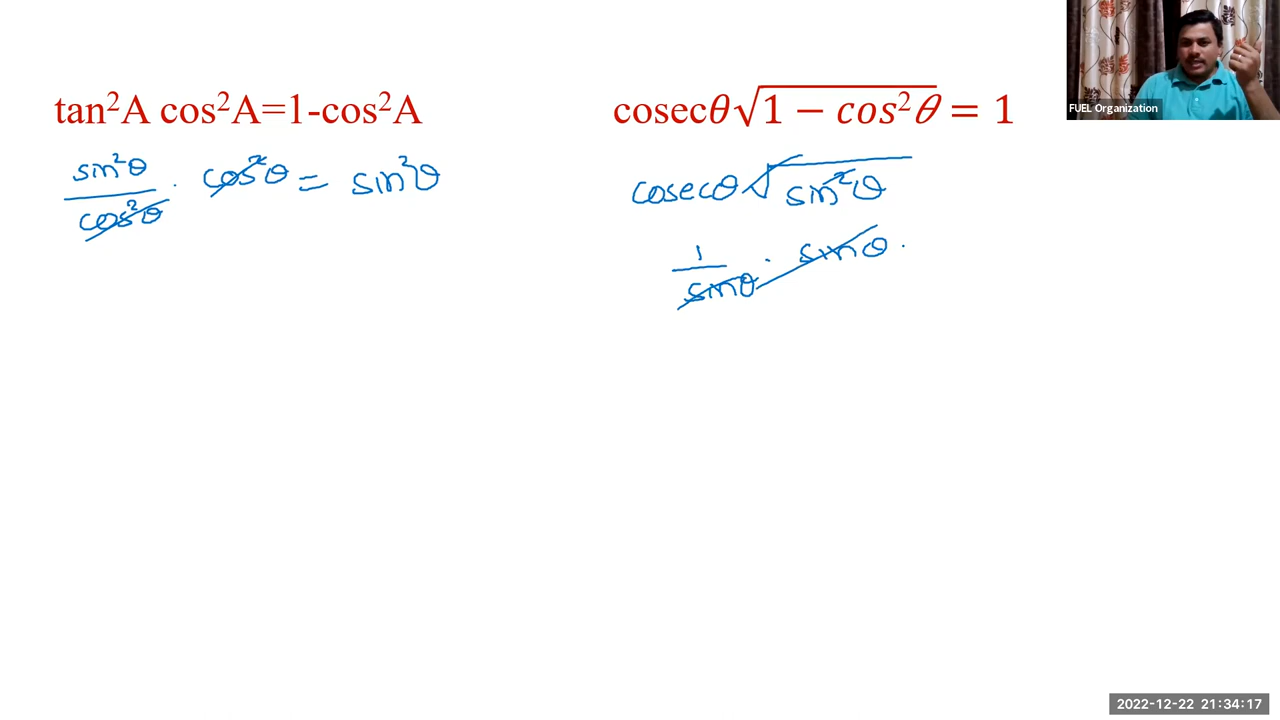 tan²A cos²A=1-cos²A
sin²θ / cos²θ . cos²θ = sin²θ
cosecθ√1 − cos²θ = 1
cosecθ √sin²θ
1 / sinθ . sinθ .
FUEL Organization
2022-12-22 21:34:17